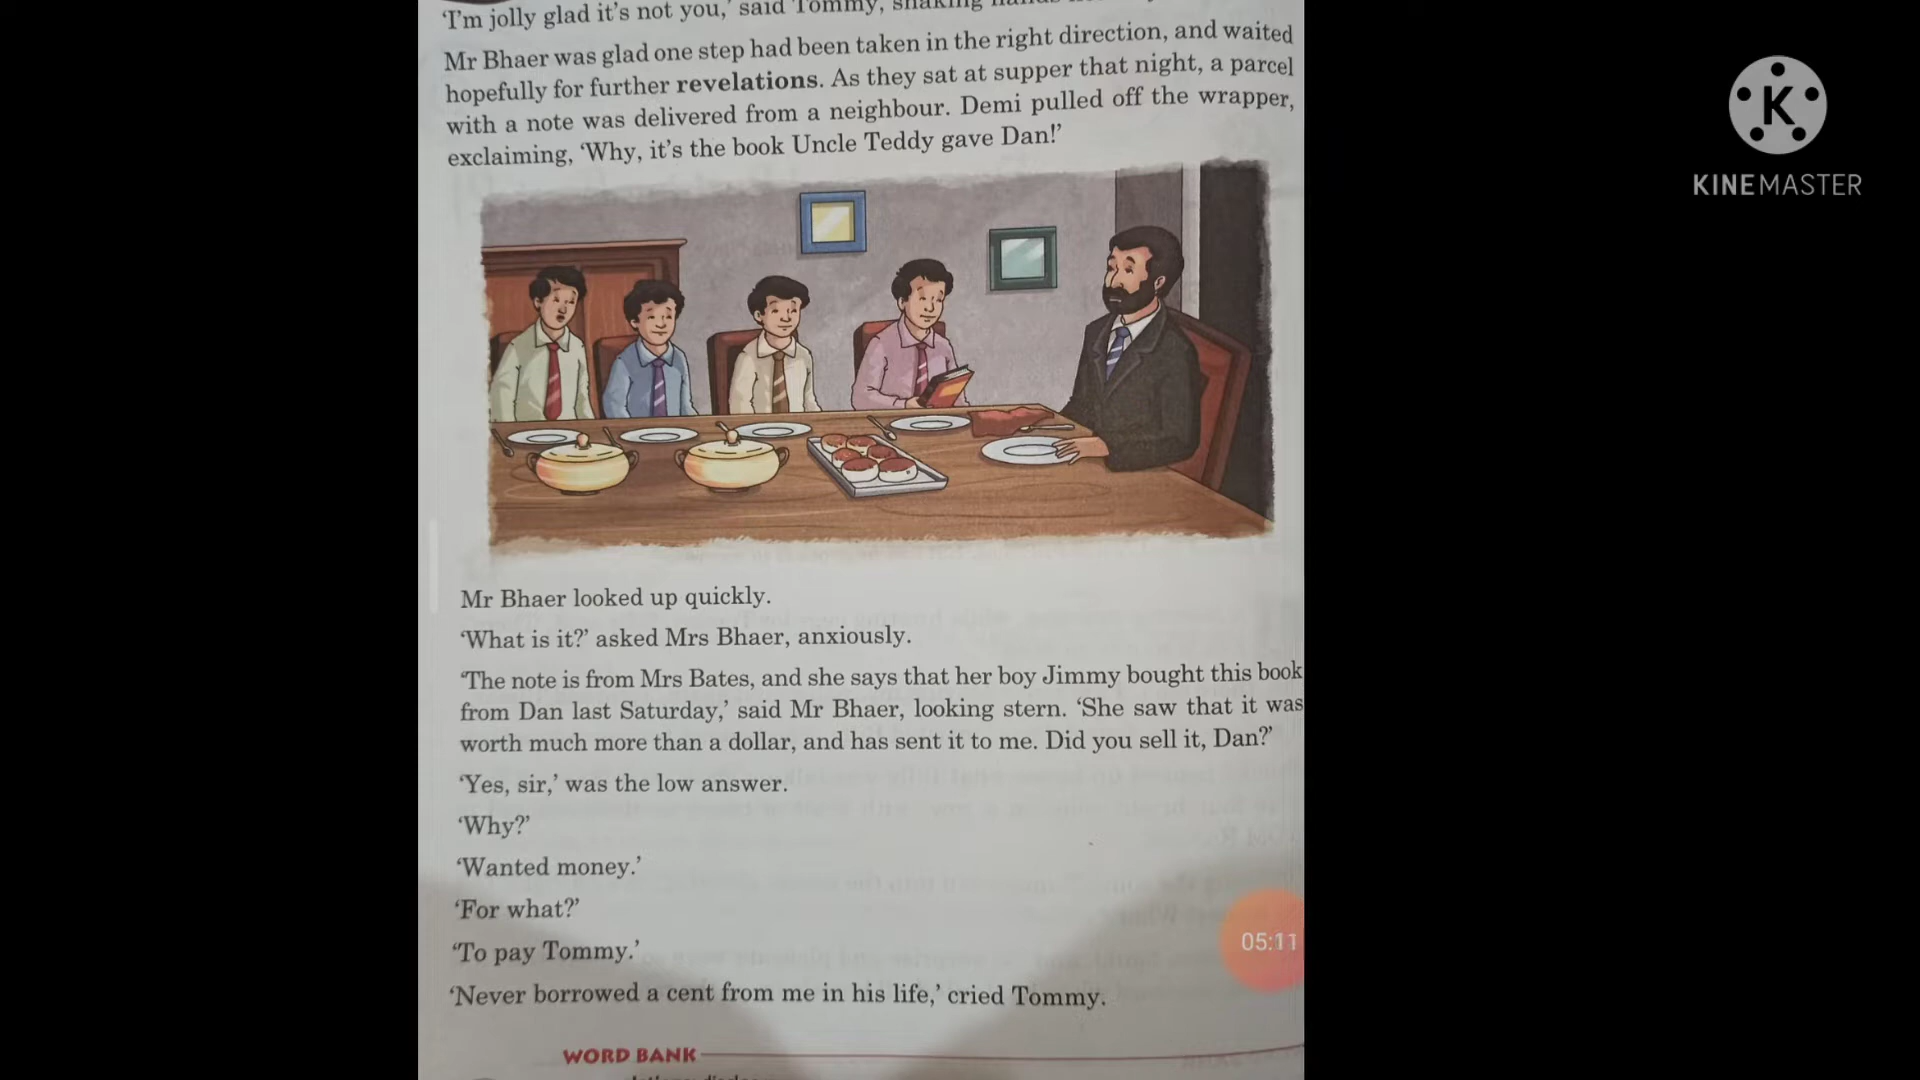 'I'm jolly glad it's not you,' said Tommy, shaking
Mr Bhaer was glad one step had been taken in the right direction, and waited
hopefully for further revelations. As they sat at supper that night, a parcel
with a note was delivered from a neighbour. Demi pulled off the wrapper,
exclaiming, 'Why, it's the book Uncle Teddy gave Dan!'
Mr Bhaer looked up quickly.
'What is it?' asked Mrs Bhaer, anxiously.
'The note is from Mrs Bates, and she says that her boy Jimmy bought this book
from Dan last Saturday,' said Mr Bhaer, looking stern. 'She saw that it was
worth much more than a dollar, and has sent it to me. Did you sell it, Dan?'
'Yes, sir,' was the low answer.
'Why?'
'Wanted money.'
'For what?'
'To pay Tommy.'
'Never borrowed a cent from me in his life,' cried Tommy.
WORD BANK
K
KINEMASTER
05:11